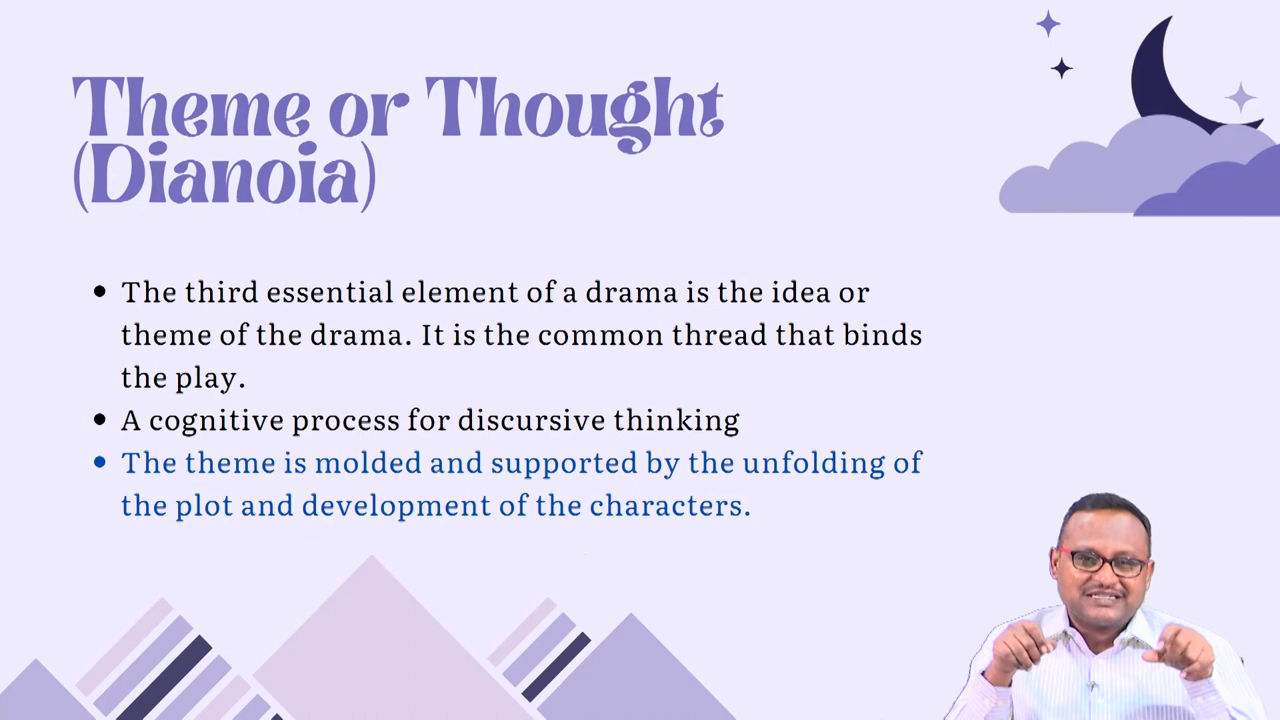 Theme or Thought
(Dianoia)
• The third essential element of a drama is the idea or
theme of the drama. It is the common thread that binds
the play.
• A cognitive process for discursive thinking
• The theme is molded and supported by the unfolding of
the plot and development of the characters.